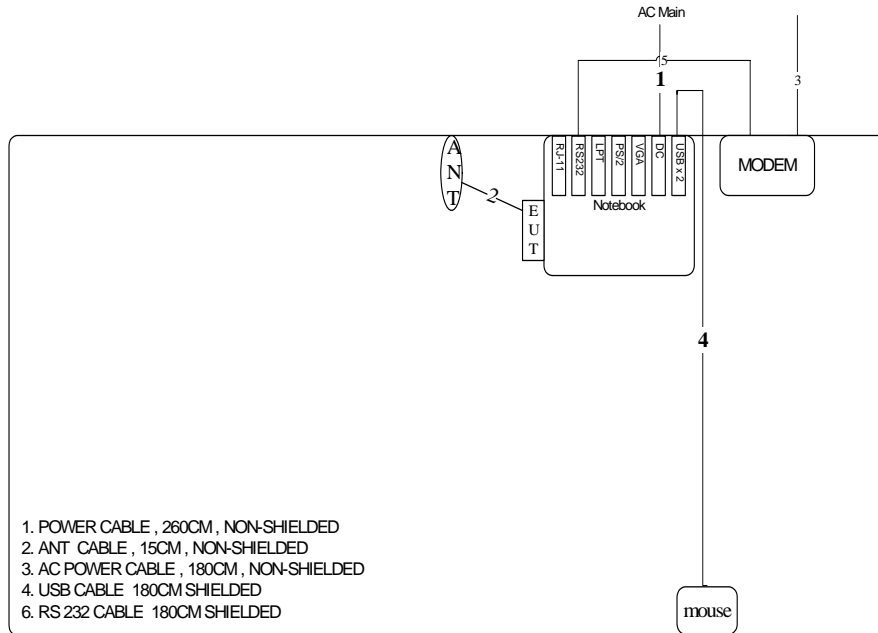 AC Main
5
1
3
A
N
T
2
E
U
T
RJ-11
RS232
LPT
PS/2
VGA
DC
USB x 2
Notebook
MODEM
4
mouse
1. POWER CABLE , 260CM , NON-SHIELDED
2. ANT CABLE , 15CM , NON-SHIELDED
3. AC POWER CABLE , 180CM , NON-SHIELDED
4. USB CABLE 180CM SHIELDED
6. RS 232 CABLE 180CM SHIELDED